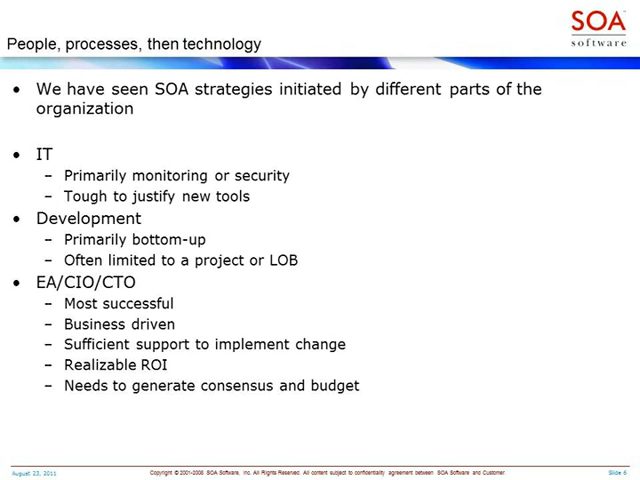 SOA
software
People, processes, then technology
• We have seen SOA strategies initiated by different parts of the
organization
• IT
– Primarily monitoring or security
– Tough to justify new tools
• Development
– Primarily bottom-up
– Often limited to a project or LOB
• EA/CIO/CTO
– Most successful
– Business driven
– Sufficient support to implement change
– Realizable ROI
– Needs to generate consensus and budget
August 23, 2011
Copyright © 2001-2008 SOA Software, Inc. All Rights Reserved. All content subject to confidentiality agreement between SOA Software and Customer.
Slide 6